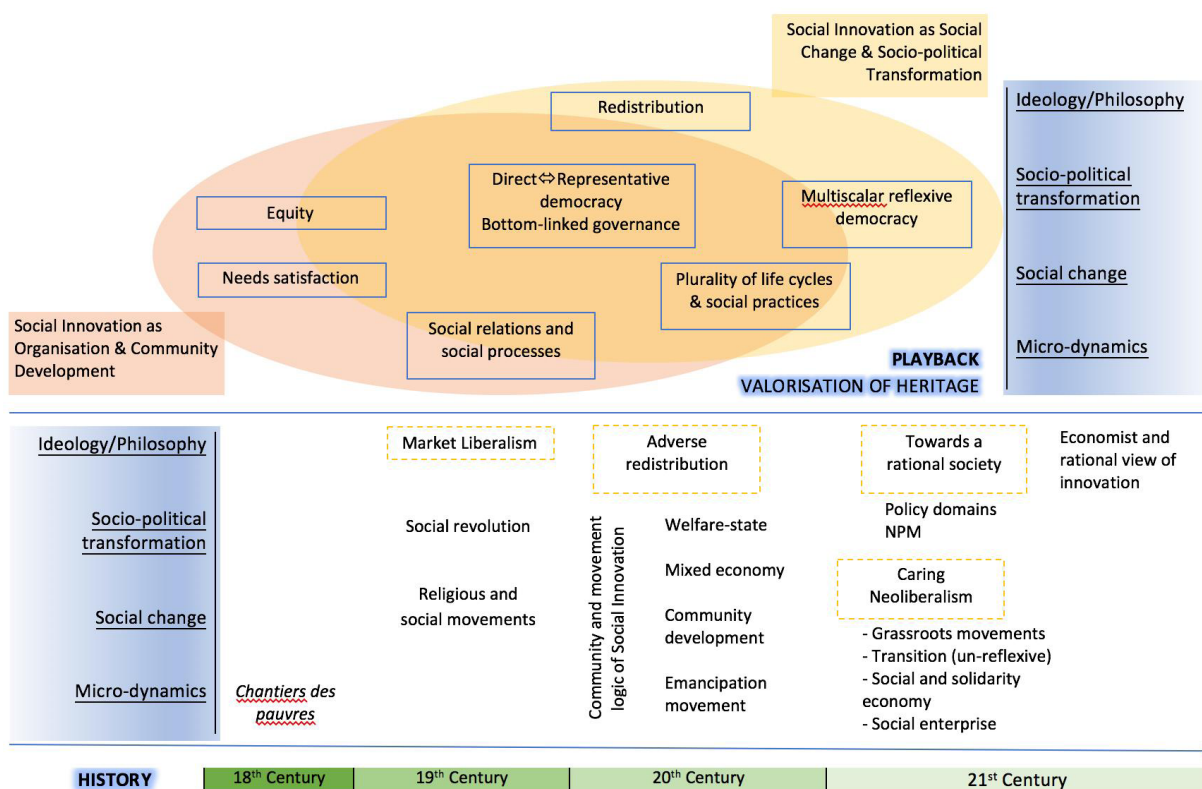 Social Innovation as Social
Change & Socio-political
Transformation
Redistribution
Direct⇔Representative
democracy
Bottom-linked governance
Equity
Multiscalar reflexive
democracy
Needs satisfaction
Plurality of life cycles
& social practices
Social relations and
social processes
Social Innovation as
Organisation & Community
Development
PLAYBACK
VALORISATION OF HERITAGE
Ideology/Philosophy
Socio-political
transformation
Social change
Micro-dynamics
Ideology/Philosophy
Socio-political
transformation
Social change
Micro-dynamics
Chantiers des
pauvres
Market Liberalism
Social revolution
Religious and
social movements
Adverse
redistribution
Community and movement
logic of Social Innovation
Welfare-state
Mixed economy
Community
development
Emancipation
movement
Towards a
rational society
Policy domains
NPM
Caring
Neoliberalism
- Grassroots movements
- Transition (un-reflexive)
- Social and solidarity
economy
- Social enterprise
Economist and
rational view of
innovation
HISTORY
18th Century
19th Century
20th Century
21st Century